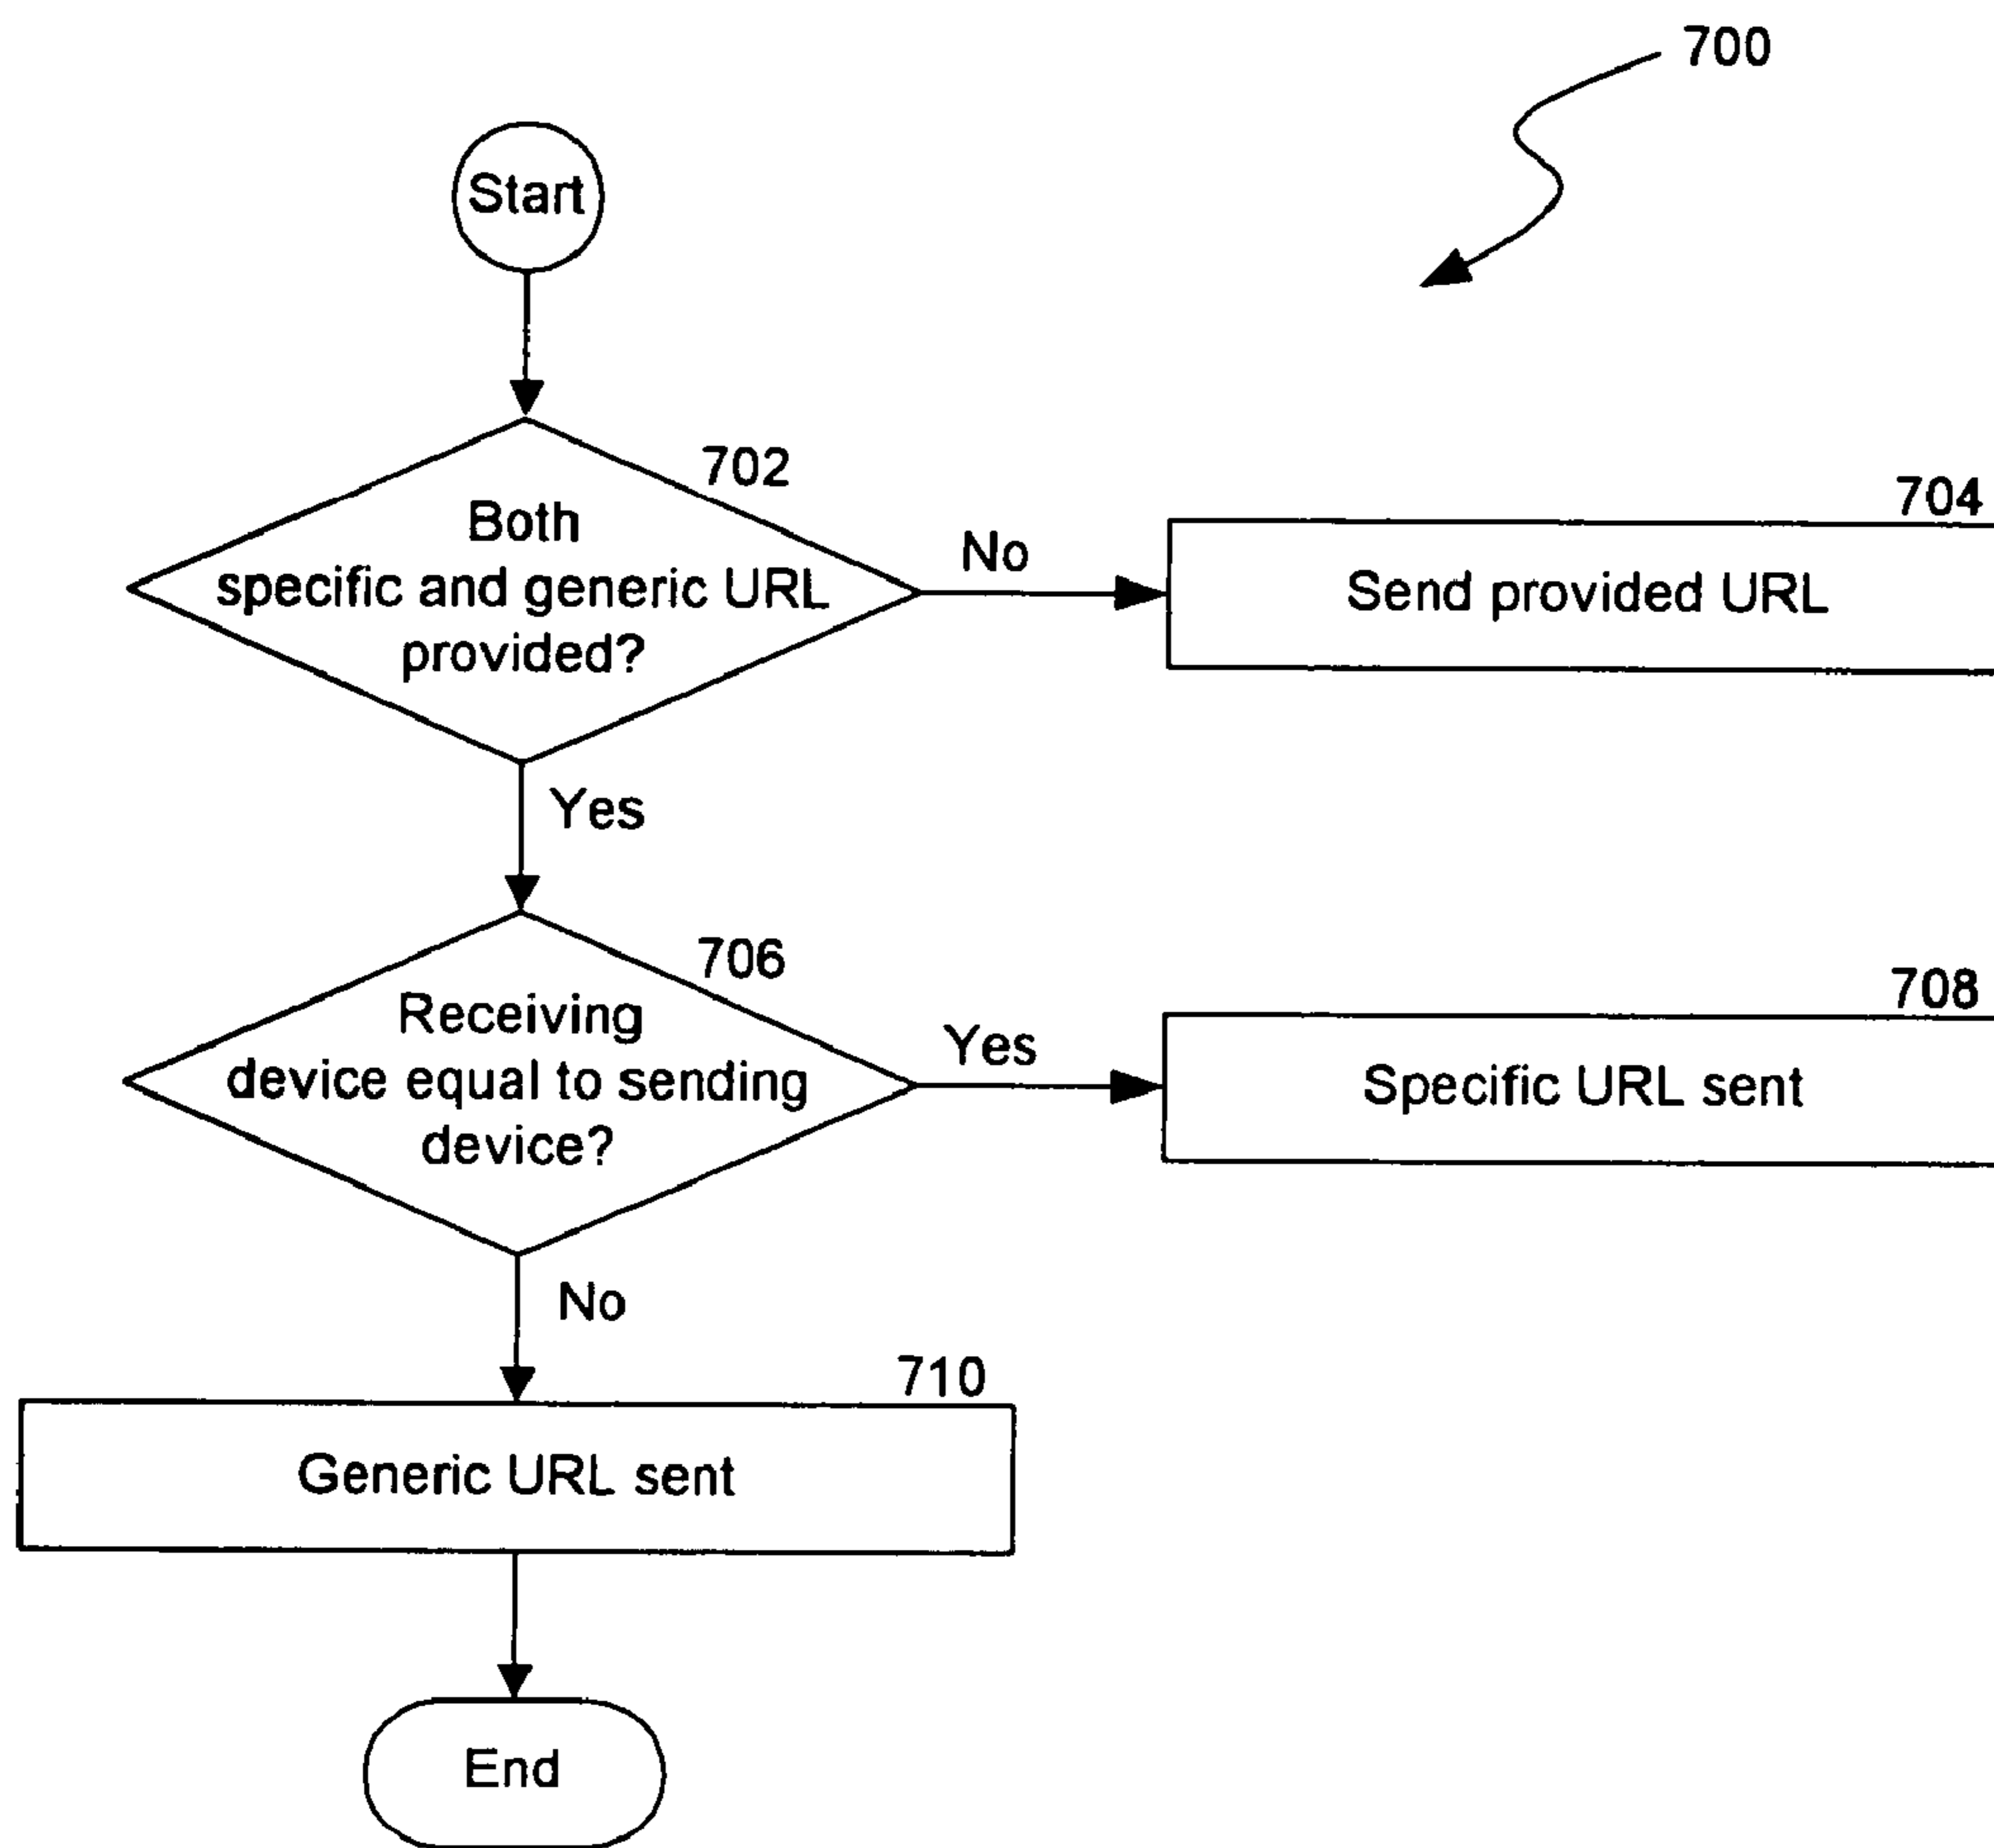 700
Start
702
Both
specific and generic URL
provided?
No
704
Send provided URL
Yes
706
Receiving
device equal to sending
device?
Yes
708
Specific URL sent
No
710
Generic URL sent
End